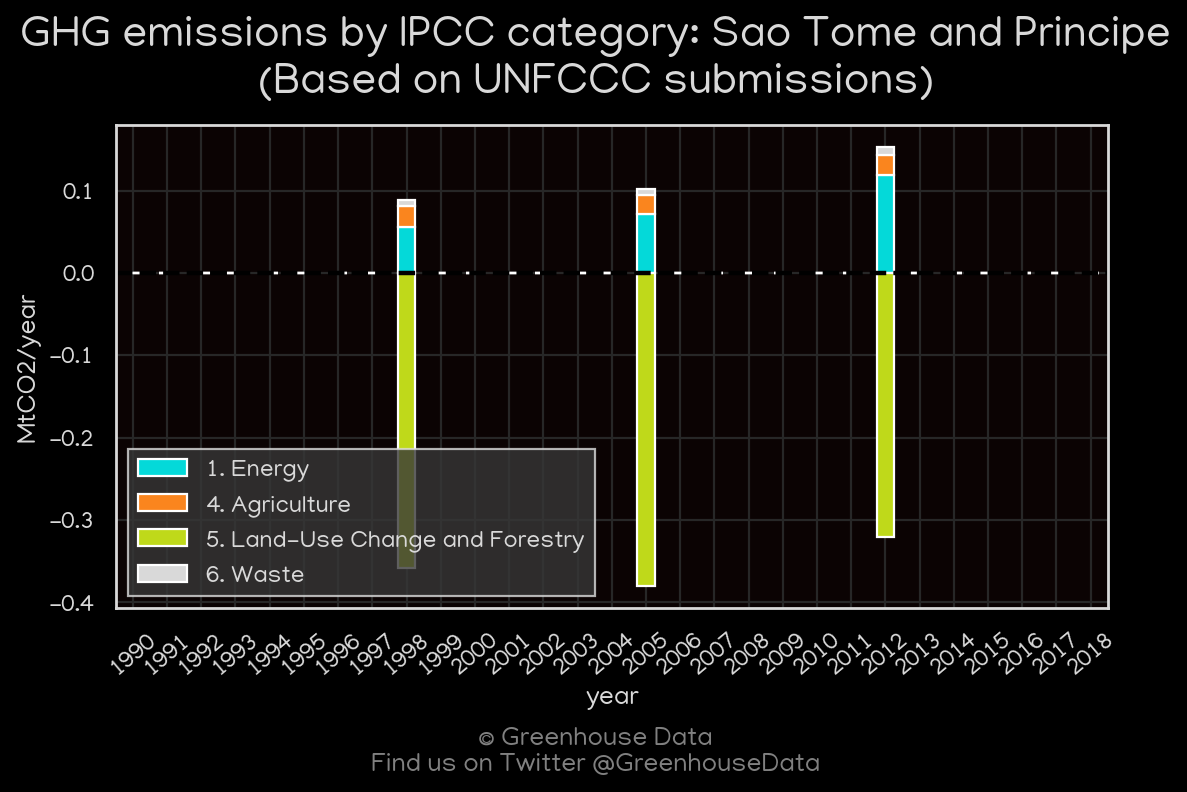 GHG emissions by IPCC category: Sao Tome and Principe
(Based on UNFCCC submissions)
MtCO2/year
0.1
0.0
-0.1
-0.2
-0.3
-0.4
1. Energy
4. Agriculture
5. Land-Use Change and Forestry
6. Waste
1990 1991 1992 1993 1994 1995 1996 1997 1998 1999 2000 2001 2002 2003 2004 2005 2006 2007 2008 2009 2010 2011 2012 2013 2014 2015 2016 2017 2018
year
© Greenhouse Data
Find us on Twitter @GreenhouseData